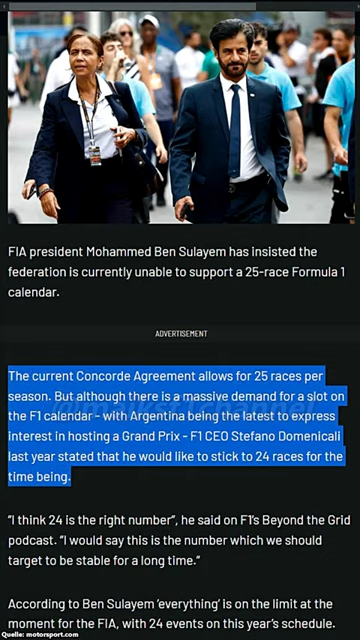 FIA president Mohammed Ben Sulayem has insisted the
federation is currently unable to support a 25-race Formula 1
calendar.
ADVERTISEMENT
The current Concorde Agreement allows for 25 races per
season. But although there is a massive demand for a slot on
the F1 calendar - with Argentina being the latest to express
interest in hosting a Grand Prix - F1 CEO Stefano Domenicali
last year stated that he would like to stick to 24 races for the
time being.
"I think 24 is the right number”, he said on F1's Beyond the Grid
podcast. “I would say this is the number which we should
target to be stable for a long time.”
According to Ben Sulayem ‘everything’ is on the limit at the
moment for the FIA, with 24 events on this year's schedule.
Quelle: motorsport.com